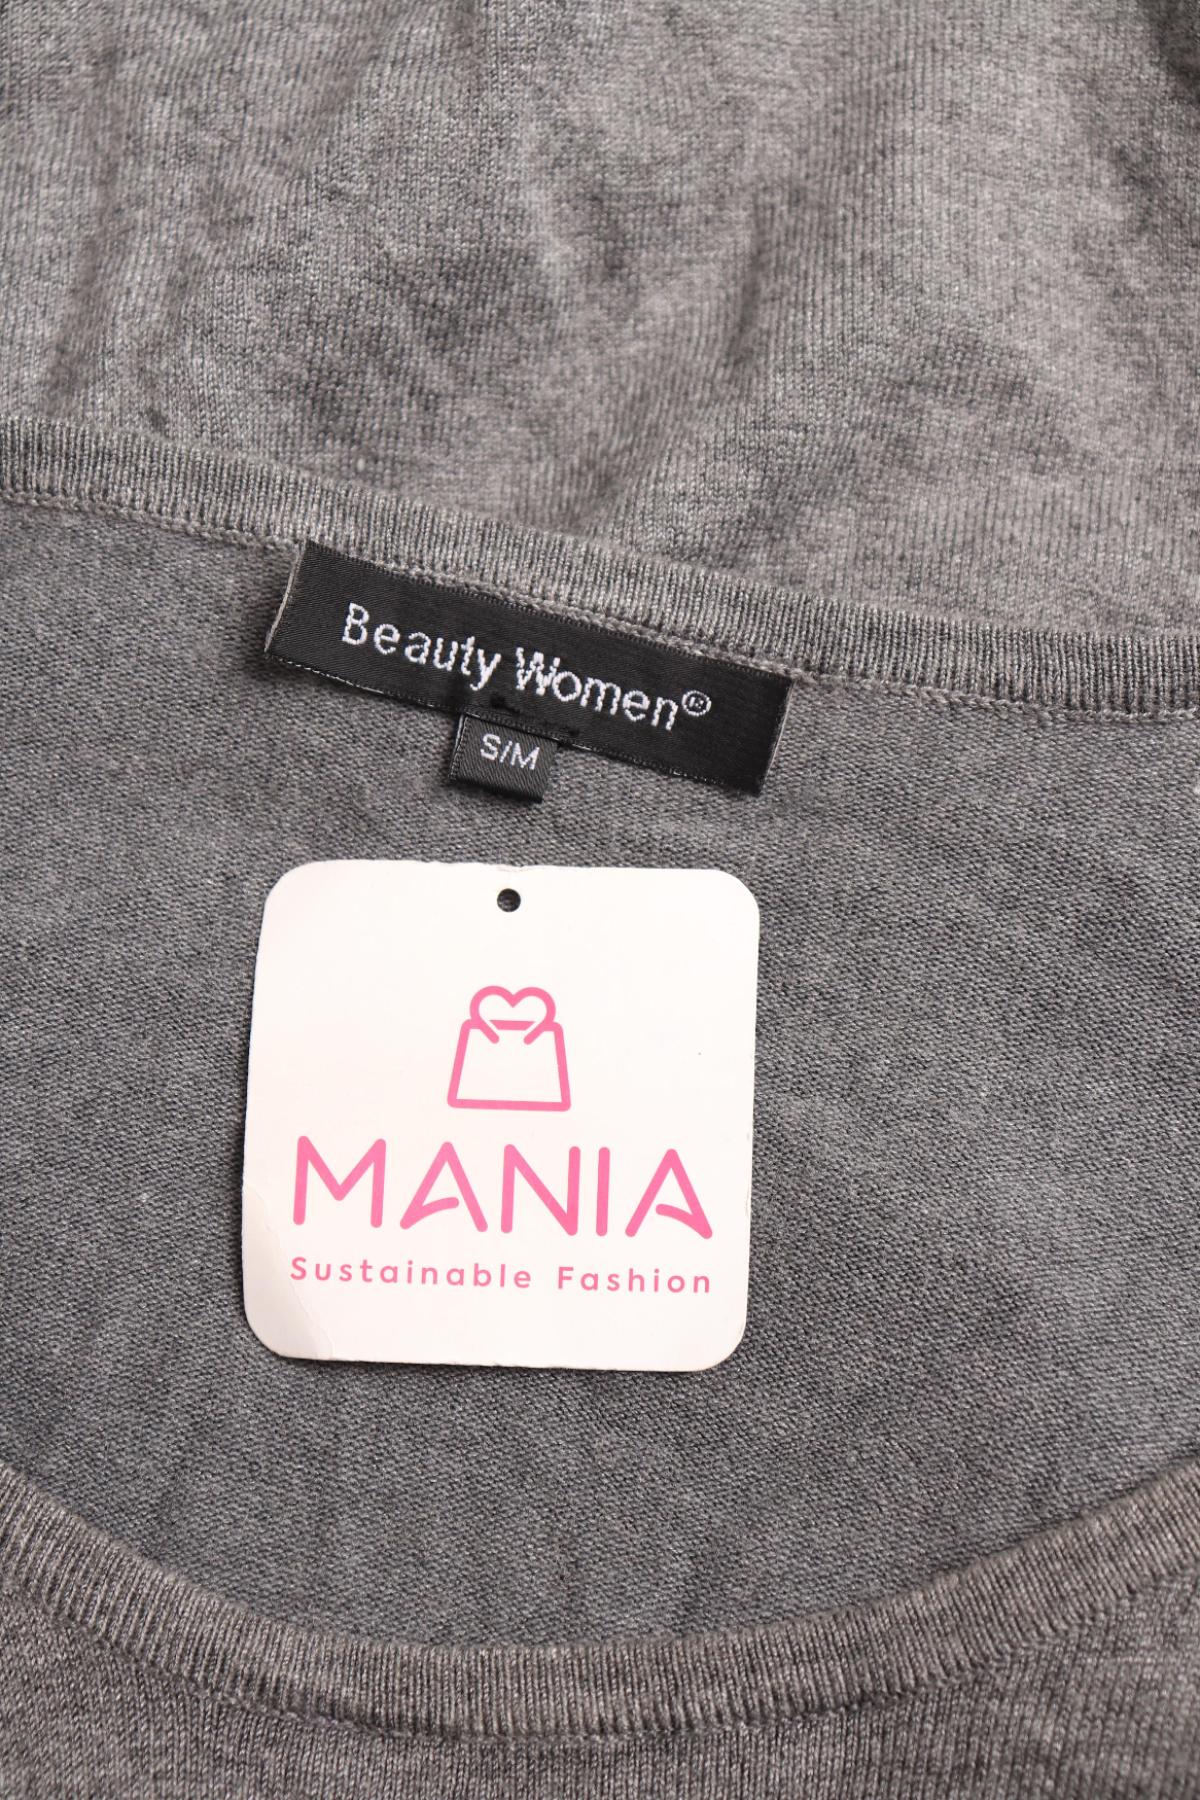 Beauty Women®
S/M
MANIA
Sustainable Fashion